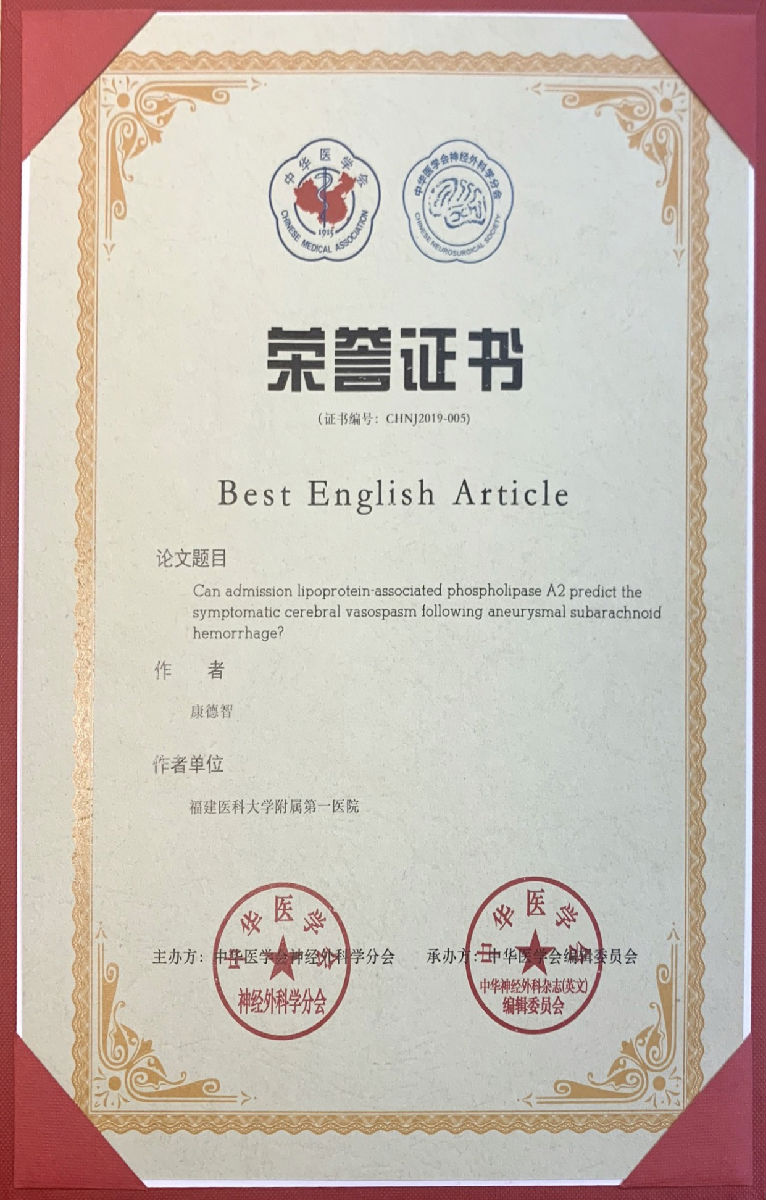 中华医学会
1915
CHINESE MEDICAL ASSOCIATION
中华医学会神经外科学分会
CHINESE NEUROSURGICAL SOCIETY
荣誉证书
(证书编号：CHNJ2019-005)
Best English Article
论文题目
Can admission lipoprotein-associated phospholipase A2 predict the
symptomatic cerebral vasospasm following aneurysmal subarachnoid
hemorrhage?
作 者
康德智
作者单位
福建医科大学附属第一医院
主办方：中华医学会神经外科学分会 承办方：中华医学会编辑委员会
中华医学会
神经外科学分会
中华医学会
中华神经外科杂志(英文)
编辑委员会